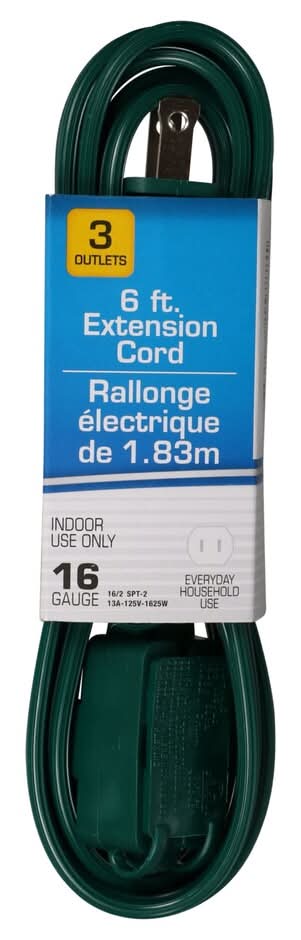 3
OUTLETS
6 ft.
Extension
Cord
Rallonge
électrique
de 1.83m
INDOOR
USE ONLY
16
GAUGE
16/2 SPT-2
13A-125V-1625W
EVERYDAY
HOUSEHOLD
USE